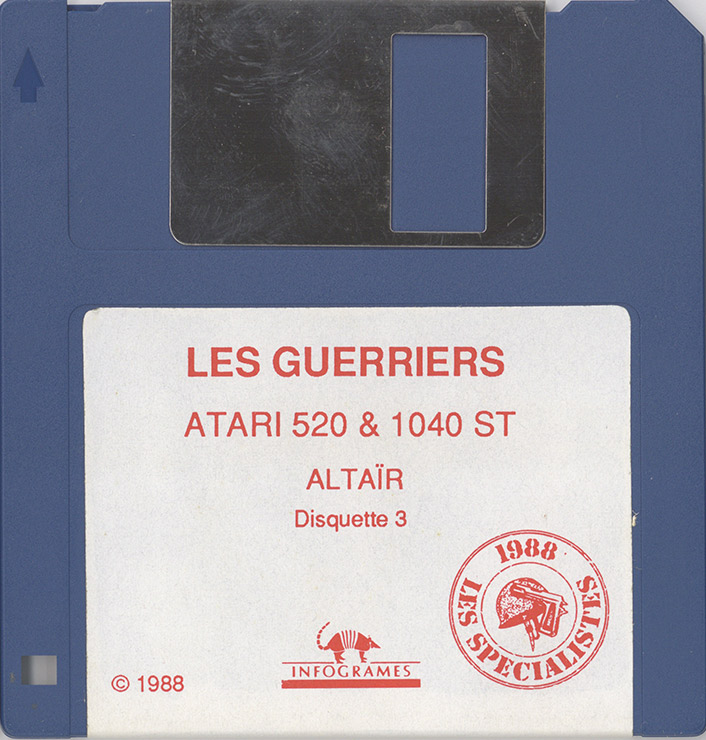 LES GUERRIERS
ATARI 520 & 1040 ST
ALTAÏR
Disquette 3
1988
LES SPECIALISTES
INFOGRAMES
© 1988